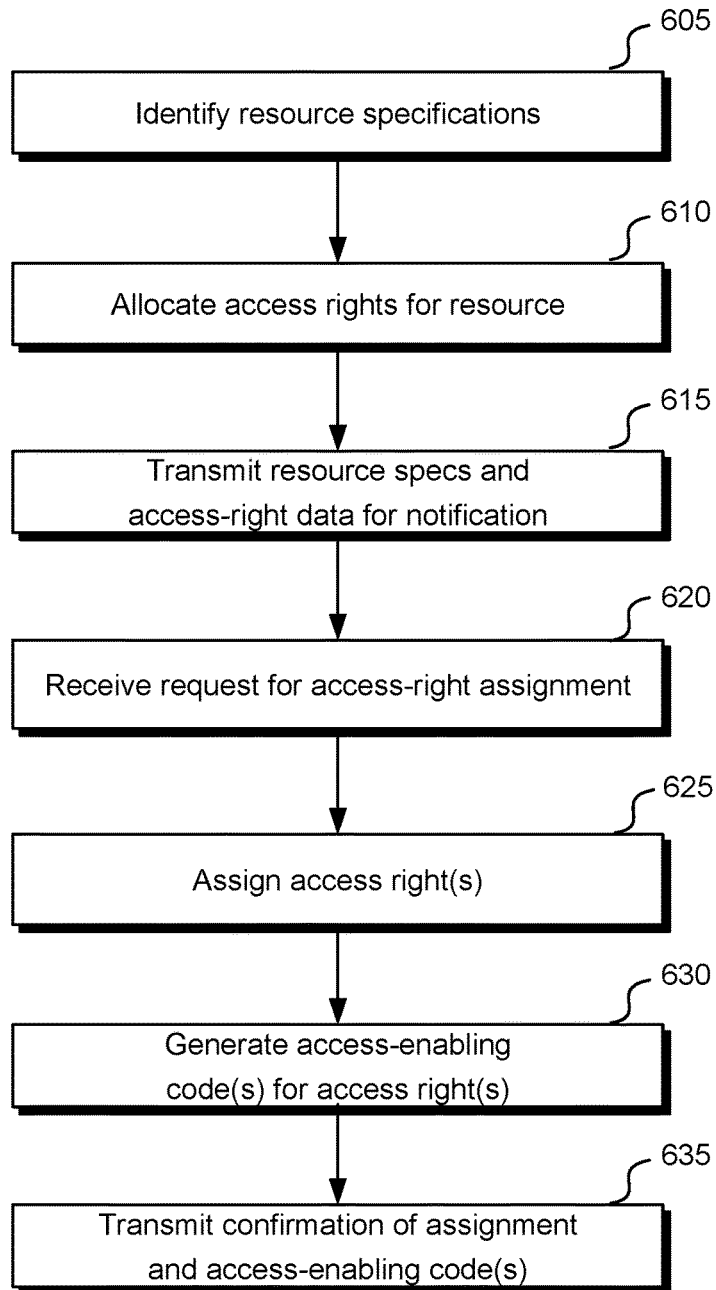 605
Identify resource specifications
610
Allocate access rights for resource
615
Transmit resource specs and
access-right data for notification
620
Receive request for access-right assignment
625
Assign access right(s)
630
Generate access-enabling
code(s) for access right(s)
635
Transmit confirmation of assignment
and access-enabling code(s)